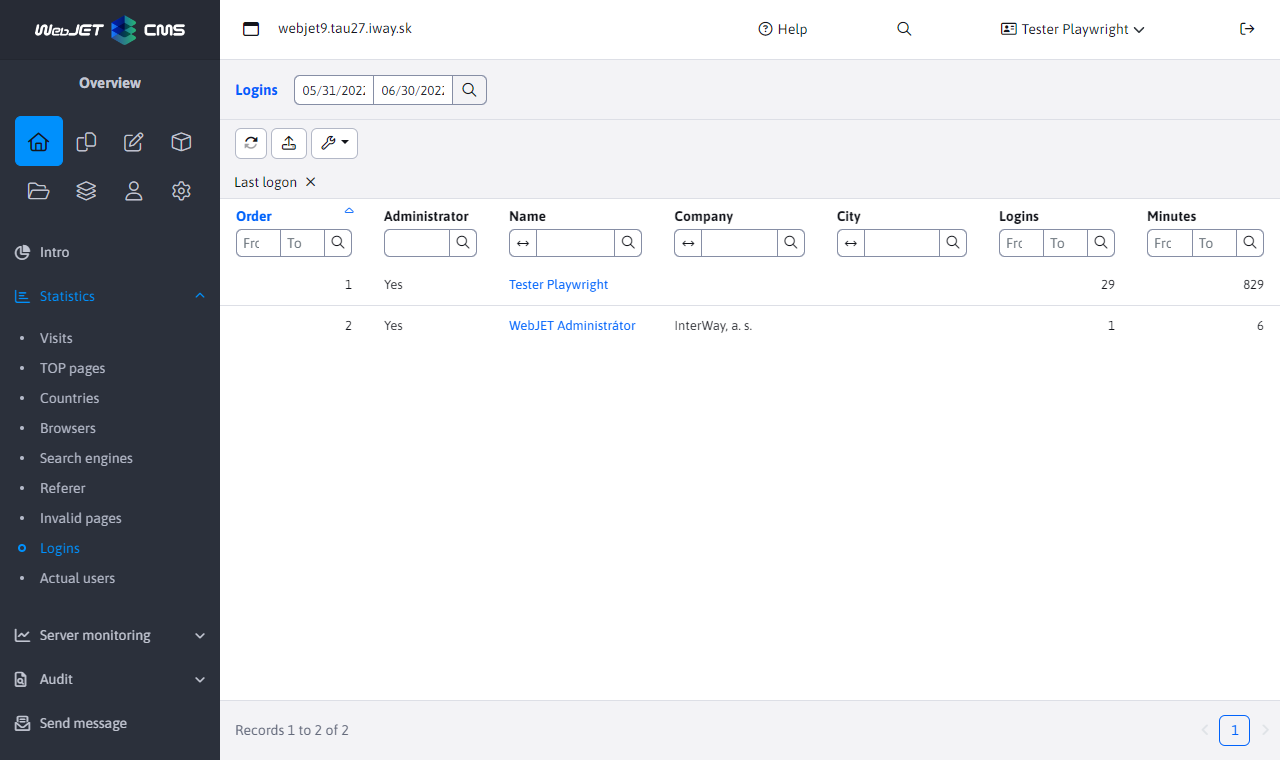 WebJET CMS
webjet9.tau27.iway.sk
Help
Tester Playwright
Overview
Intro
Statistics
Visits
TOP pages
Countries
Browsers
Search engines
Referer
Invalid pages
Logins
Actual users
Server monitoring
Audit
Send message
Logins
05/31/202
06/30/202
Last logon
Order Administrator Name Company City Logins Minutes
To To To
1 Yes Tester Playwright 29 829
2 Yes WebJET Administrátor InterWay, a. s. 1 6
Records 1 to 2 of 2
1